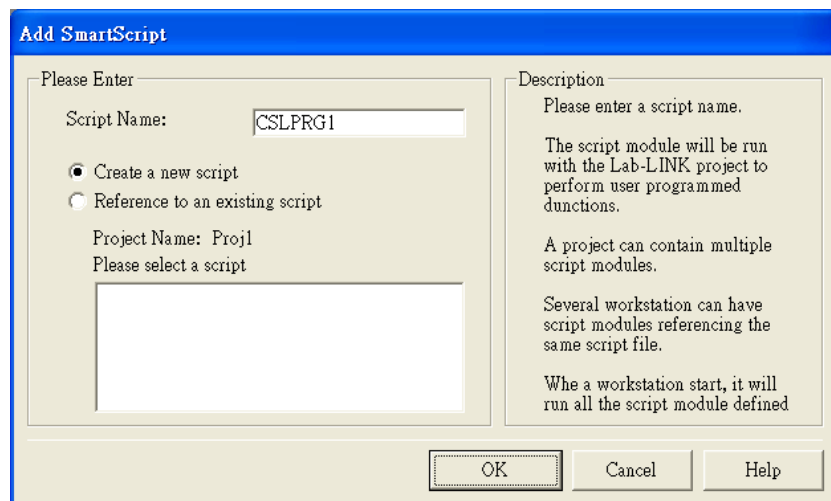 Add SmartScript
Please Enter
Script Name:
CSLPRG1
Create a new script
Reference to an existing script
Project Name: Proj1
Please select a script
Description
Please enter a script name.
The script module will be run
with the Lab-LINK project to
perform user programmed
dunctions.
A project can contain multiple
script modules.
Several workstation can have
script modules referencing the
same script file.
Whe a workstation start, it will
run all the script module defined
OK
Cancel
Help